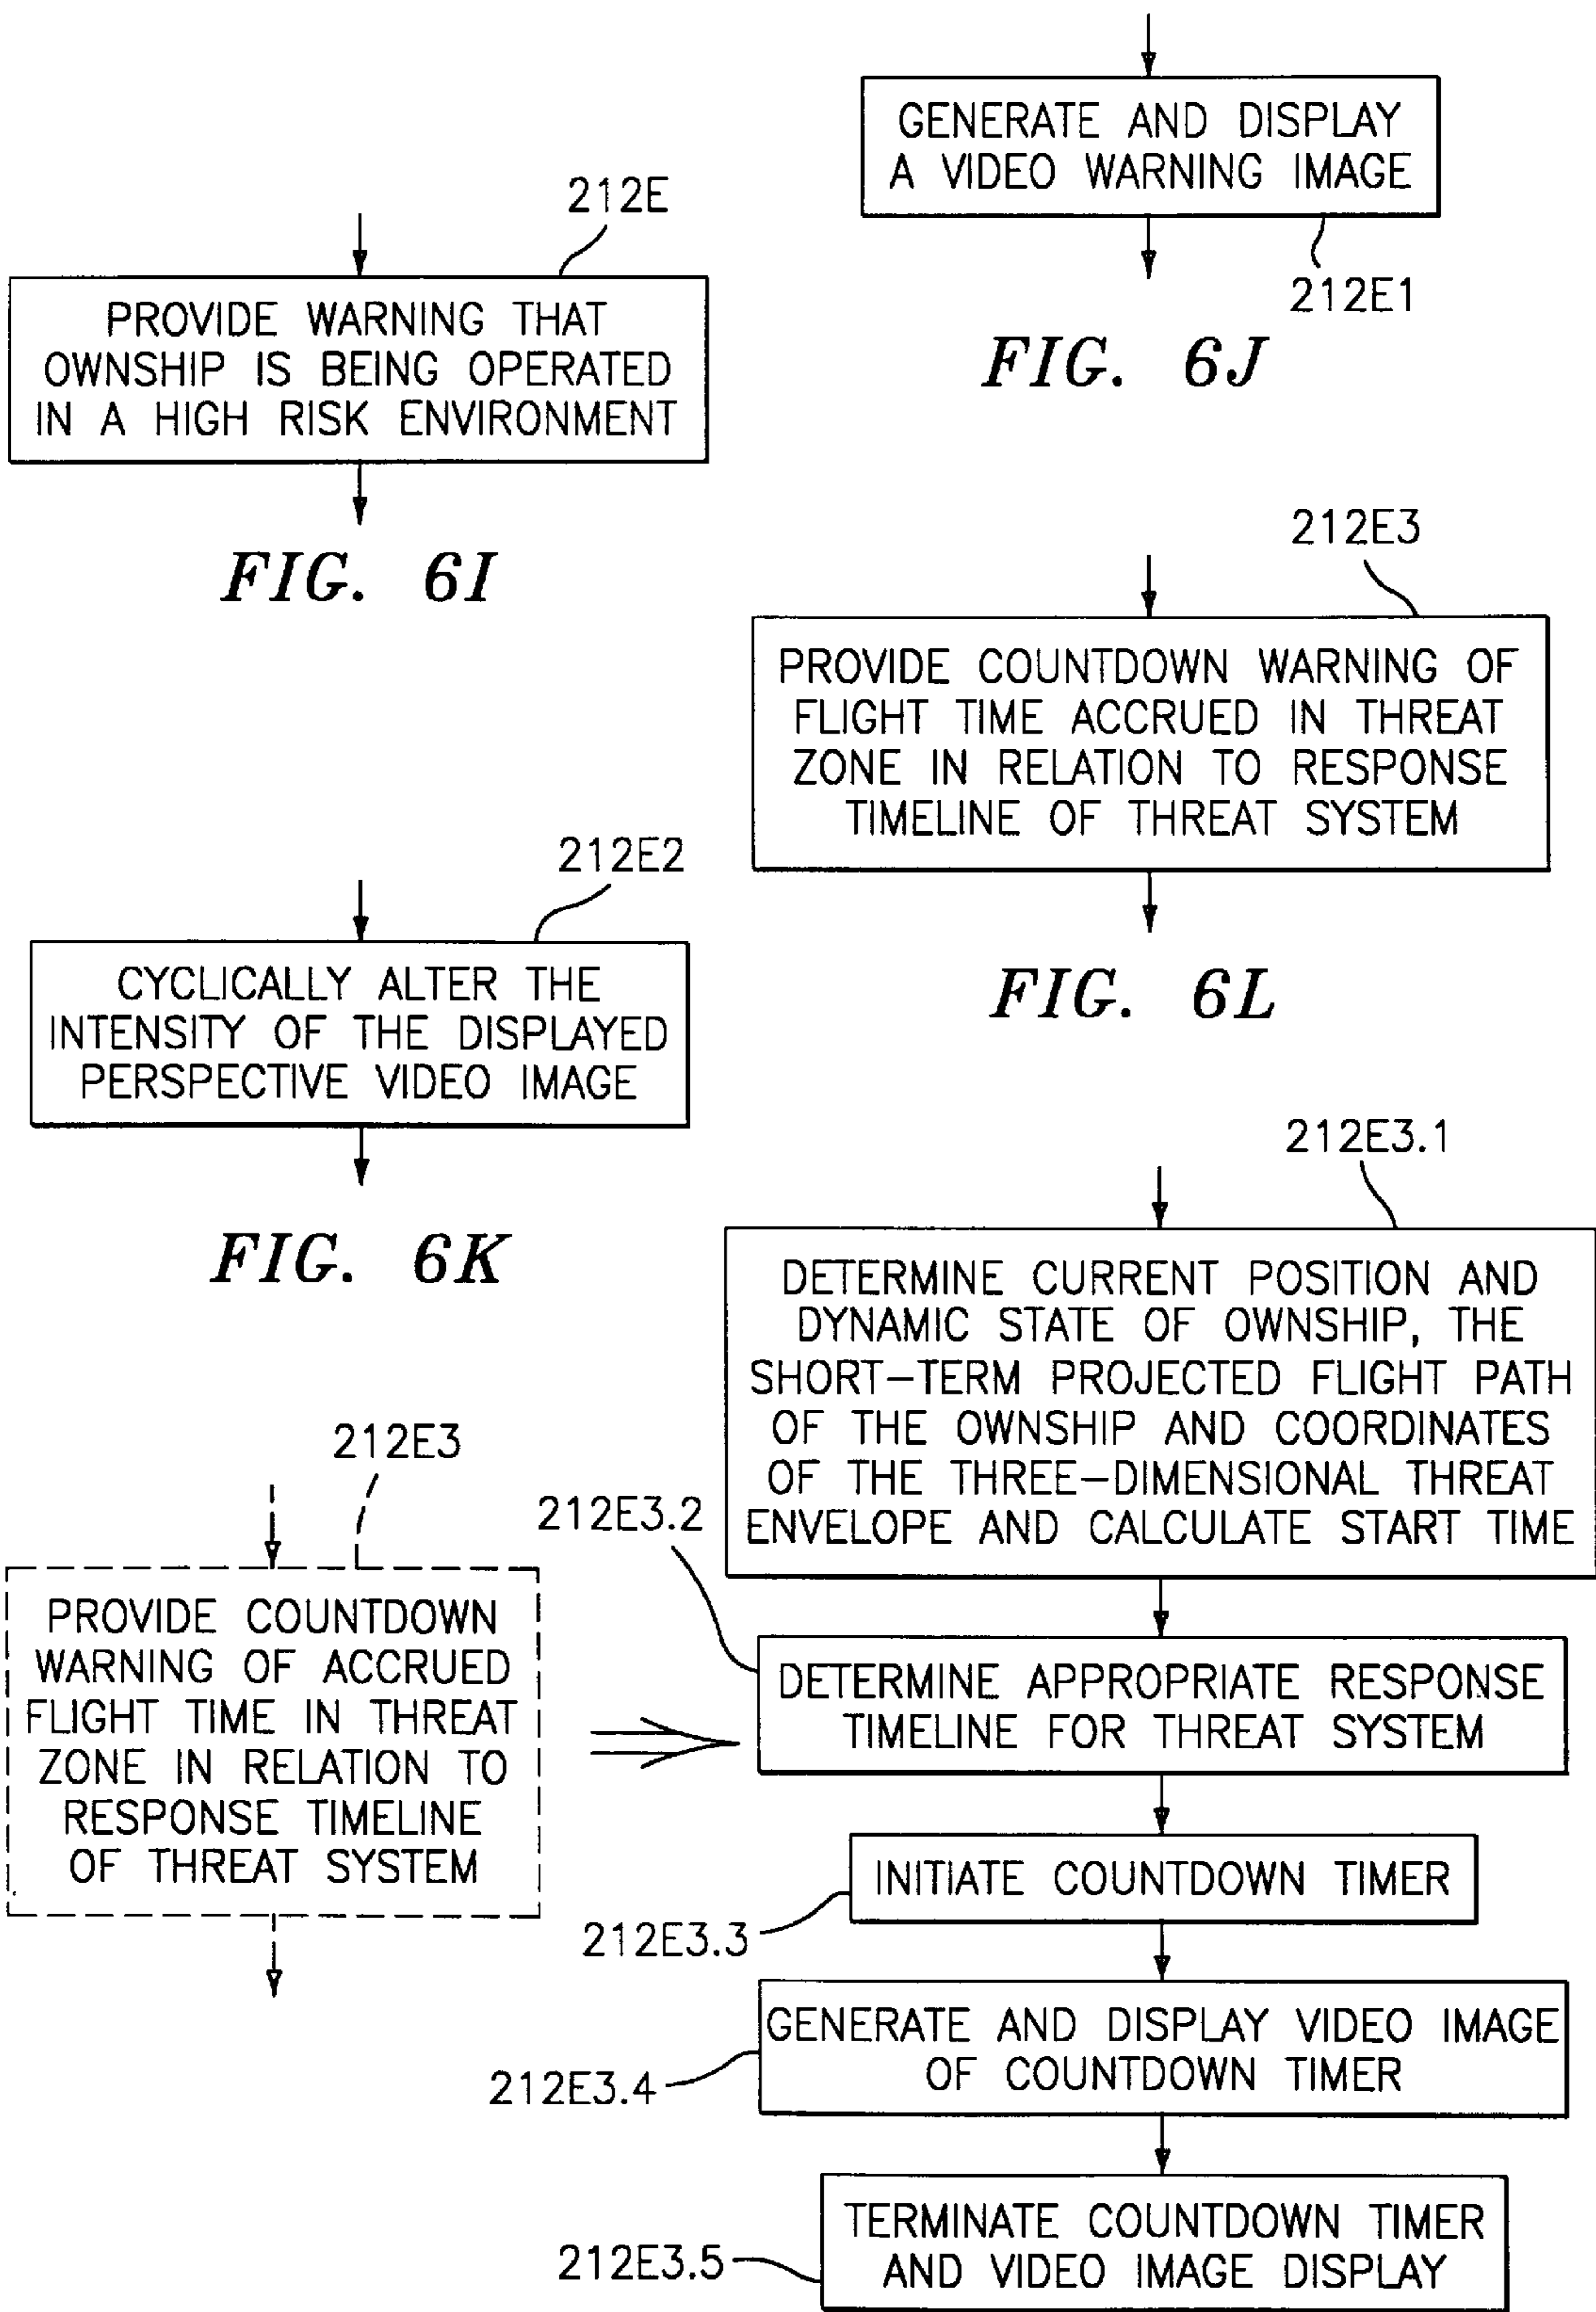 GENERATE AND DISPLAY
A VIDEO WARNING IMAGE
212E1
FIG. 6J
212E
PROVIDE WARNING THAT
OWNSHIP IS BEING OPERATED
IN A HIGH RISK ENVIRONMENT
FIG. 6I
212E3
PROVIDE COUNTDOWN WARNING OF
FLIGHT TIME ACCRUED IN THREAT
ZONE IN RELATION TO RESPONSE
TIMELINE OF THREAT SYSTEM
FIG. 6L
212E2
CYCLICALLY ALTER THE
INTENSITY OF THE DISPLAYED
PERSPECTIVE VIDEO IMAGE
FIG. 6K
212E3.1
DETERMINE CURRENT POSITION AND
DYNAMIC STATE OF OWNSHIP, THE
SHORT-TERM PROJECTED FLIGHT PATH
OF THE OWNSHIP AND COORDINATES
OF THE THREE-DIMENSIONAL THREAT
ENVELOPE AND CALCULATE START TIME
212E3
PROVIDE COUNTDOWN
WARNING OF ACCRUED
FLIGHT TIME IN THREAT
ZONE IN RELATION TO
RESPONSE TIMELINE
OF THREAT SYSTEM
212E3.2
DETERMINE APPROPRIATE RESPONSE
TIMELINE FOR THREAT SYSTEM
INITIATE COUNTDOWN TIMER
212E3.3
GENERATE AND DISPLAY VIDEO IMAGE
OF COUNTDOWN TIMER
212E3.4
TERMINATE COUNTDOWN TIMER
AND VIDEO IMAGE DISPLAY
212E3.5